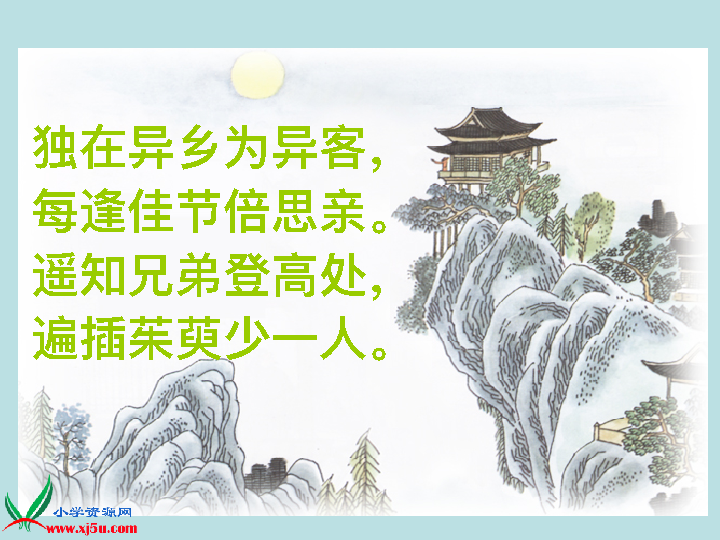 独在异乡为异客，
每逢佳节倍思亲。
遥知兄弟登高处，
遍插茱萸少一人。
小学资源网
www.xj5u.com